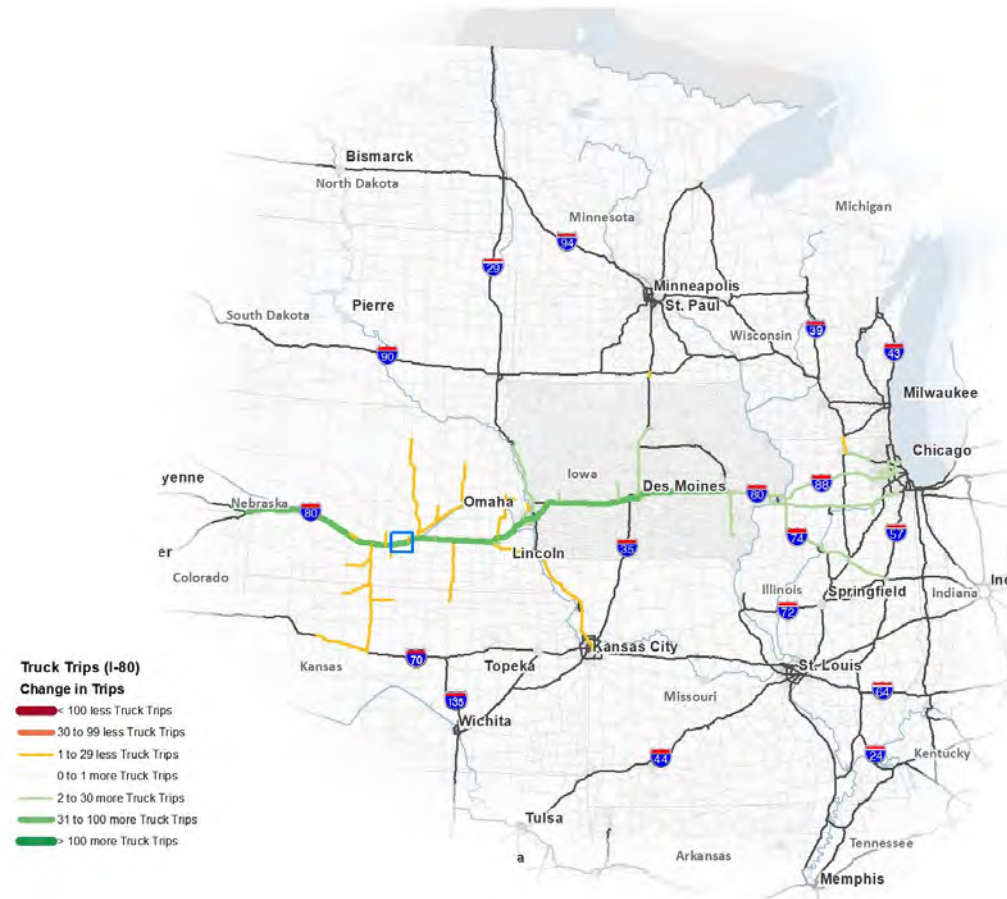 Bismarck
North Dakota
Minnesota
Michigan
94
29
Minneapolis
St. Paul
Pierre
South Dakota
Wisconsin
39
90
43
Milwaukee
Chicago
yenne
Nebraska
80
Omaha
Iowa
Des Moines
80
88
Lincoln
35
74
57
er
Colorado
Illinois
Springfield
Indiana
Ind
72
Kansas City
Kansas
70
Topeka
St. Louis
Missouri
64
135
Wichita
44
24
Kentucky
Tulsa
Tennessee
a
Arkansas
Memphis
Truck Trips (I-80)
Change in Trips
< 100 less Truck Trips
30 to 99 less Truck Trips
1 to 29 less Truck Trips
0 to 1 more Truck Trips
2 to 30 more Truck Trips
31 to 100 more Truck Trips
> 100 more Truck Trips